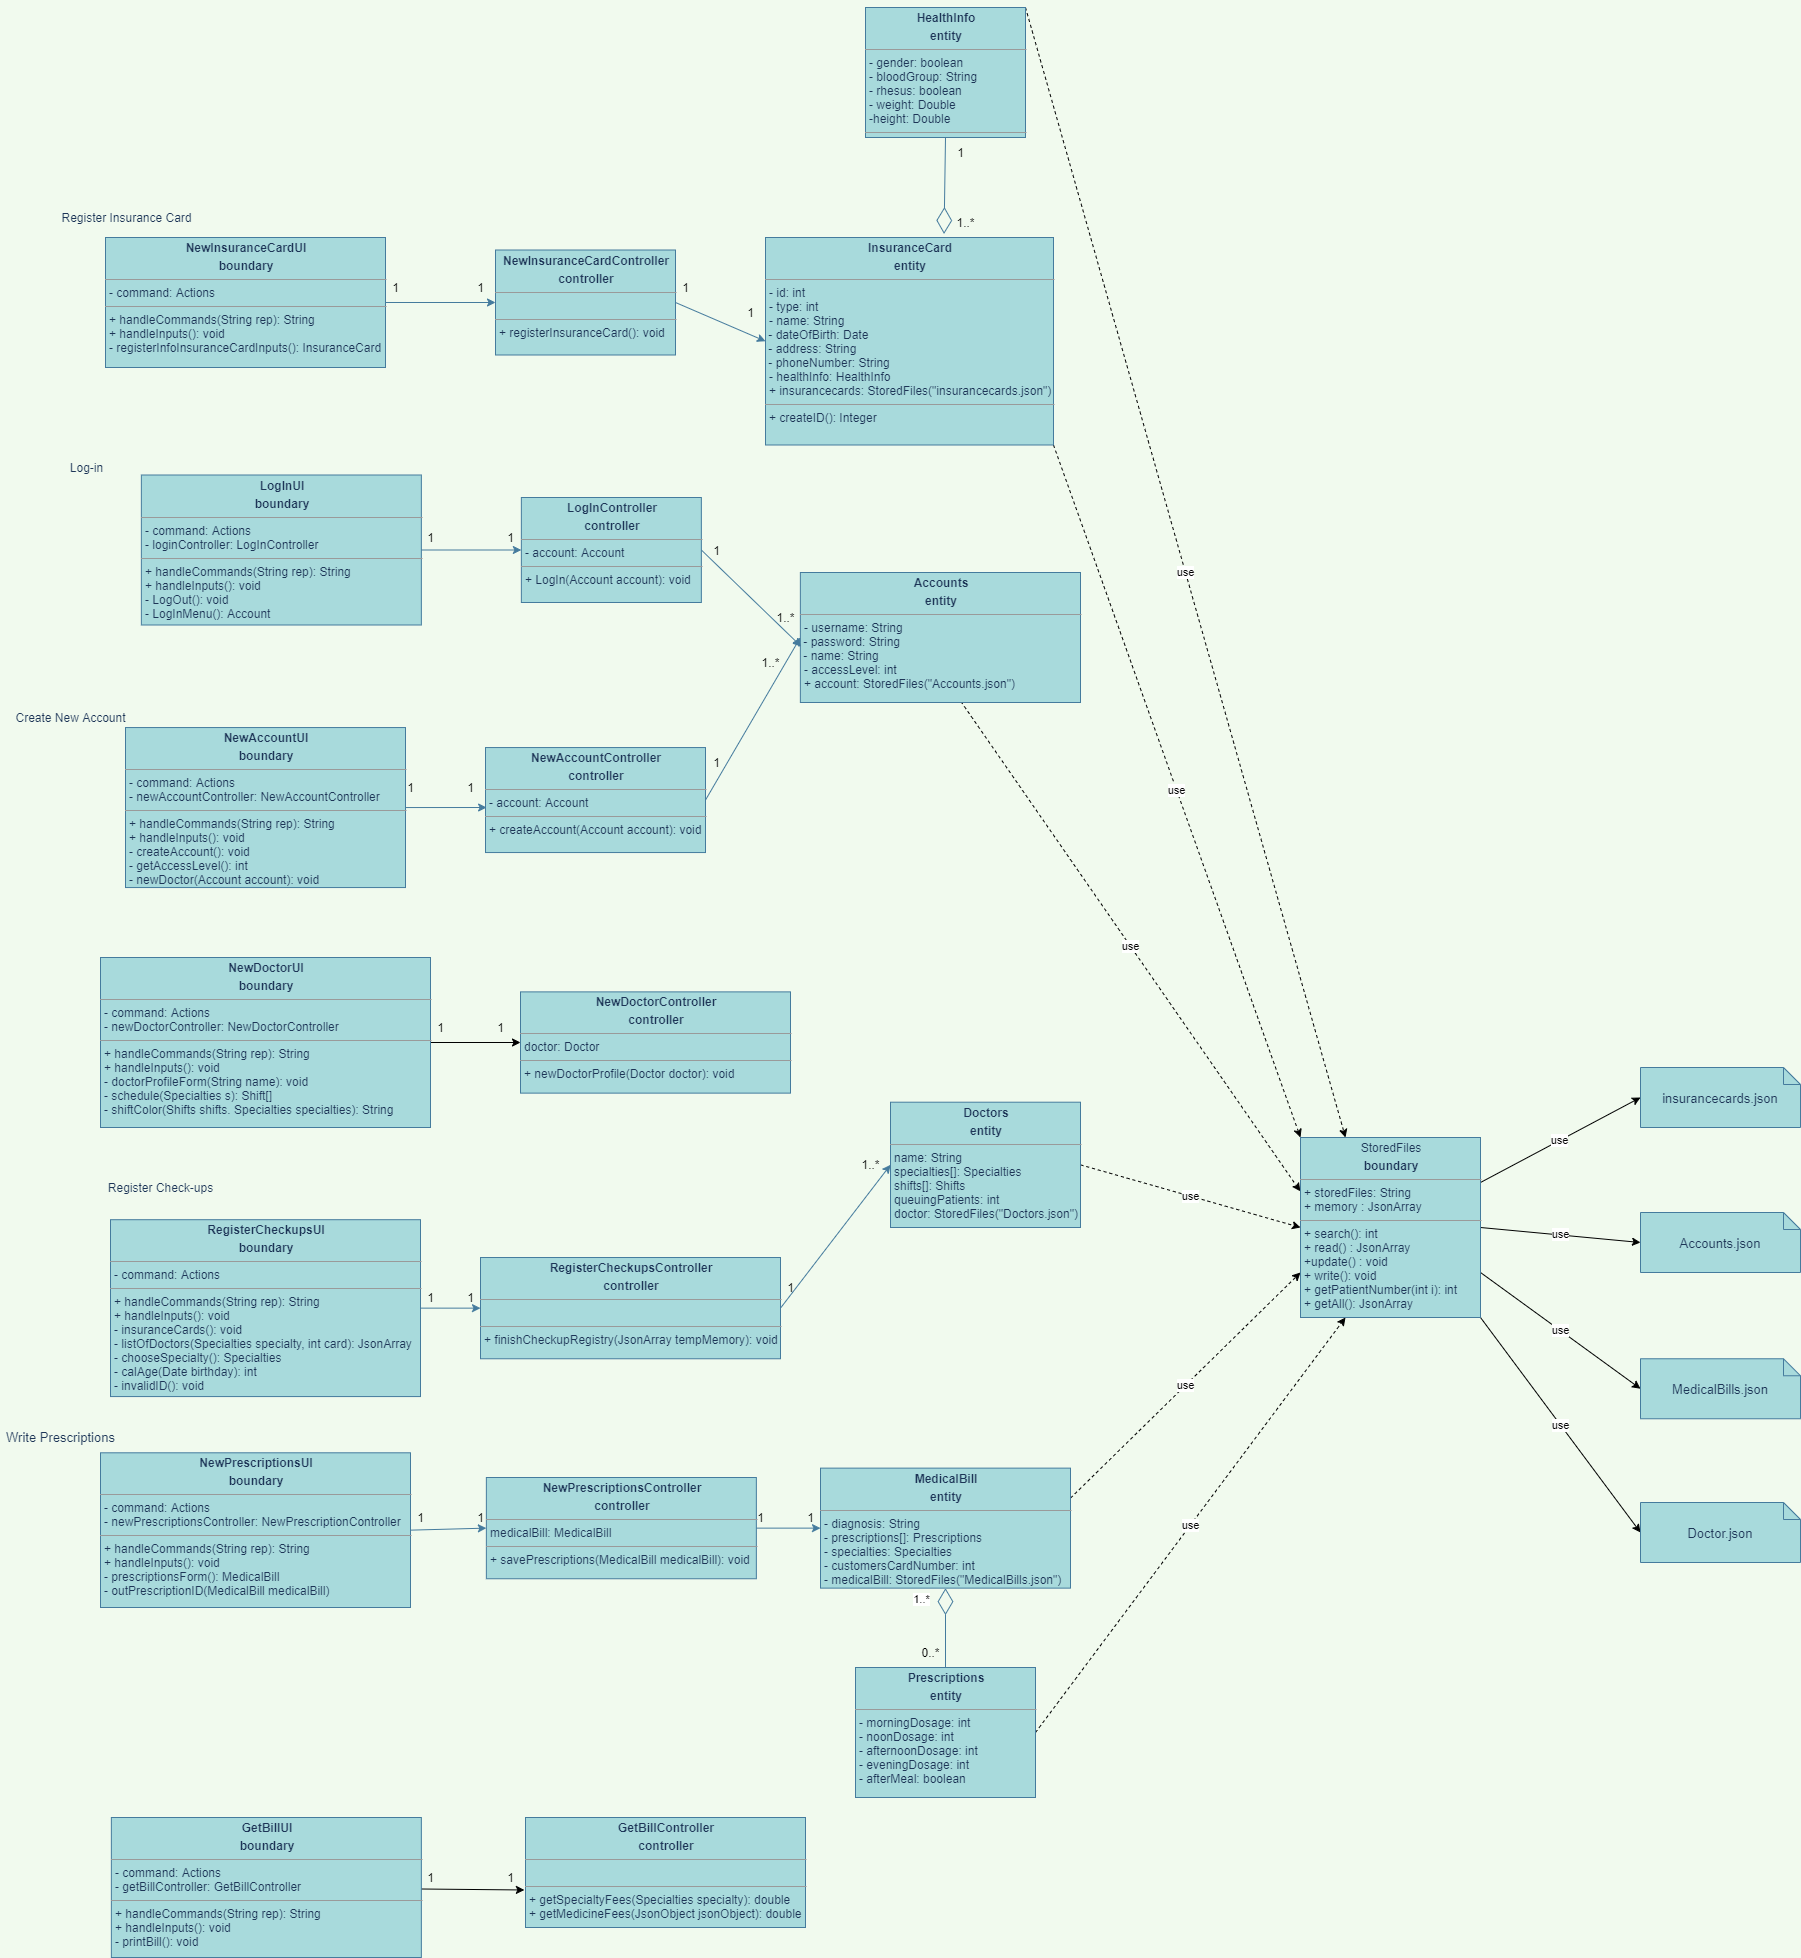 HealthInfo
entity
- gender: boolean
- bloodGroup: String
- rhesus: boolean
- weight: Double
-height: Double
1
1..*
Register Insurance Card
NewInsuranceCardUI
boundary
- command: Actions
+ handleCommands(String rep): String
+ handleInputs(): void
- registerInfoInsuranceCardInputs(): InsuranceCard
1
1
NewInsuranceCardController
controller
+ registerInsuranceCard(): void
1
1
InsuranceCard
entity
- id: int
- type: int
- name: String
- dateOfBirth: Date
- address: String
- phoneNumber: String
- healthInfo: HealthInfo
+ insurancecards: StoredFiles("insurancecards.json")
+ createID(): Integer
Log-in
LogInUI
boundary
- command: Actions
- loginController: LogInController
+ handleCommands(String rep): String
+ handleInputs(): void
- LogOut(): void
- LogInMenu(): Account
1
1
LogInController
controller
- account: Account
+ LogIn(Account account): void
1
1..*
Accounts
entity
- username: String
- password: String
- name: String
- accessLevel: int
+ account: StoredFiles("Accounts.json")
use
use
use
1..*
1
Create New Account
NewAccountUI
boundary
- command: Actions
- newAccountController: NewAccountController
+ handleCommands(String rep): String
+ handleInputs(): void
- createAccount(): void
- getAccessLevel(): int
- newDoctor(Account account): void
1
1
NewAccountController
controller
- account: Account
+ createAccount(Account account): void
NewDoctorUI
boundary
- command: Actions
- newDoctorController: NewDoctorController
+ handleCommands(String rep): String
+ handleInputs(): void
- doctorProfileForm(String name): void
- schedule(Specialties s): Shift[]
- shiftColor(Shifts shifts. Specialties specialties): String
1
1
NewDoctorController
controller
doctor: Doctor
+ newDoctorProfile(Doctor doctor): void
Doctors
entity
name: String
specialties[]: Specialties
shifts[]: Shifts
queuingPatients: int
doctor: StoredFiles("Doctors.json")
use
StoredFiles
boundary
+ storedFiles: String
+ memory : JsonArray
+ search(): int
+ read() : JsonArray
+update() : void
+ write(): void
+ getPatientNumber(int i): int
+ getAll(): JsonArray
use
insurancecards.json
use
Accounts.json
use
MedicalBills.json
use
Doctor.json
Register Check-ups
RegisterCheckupsUI
boundary
- command: Actions
+ handleCommands(String rep): String
+ handleInputs(): void
- insuranceCards(): void
- listOfDoctors(Specialties specialty, int card): JsonArray
- chooseSpecialty(): Specialties
- calAge(Date birthday): int
- invalidID(): void
1
1
RegisterCheckupsController
controller
+ finishCheckupRegistry(JsonArray tempMemory): void
1
1..*
Write Prescriptions
NewPrescriptionsUI
boundary
- command: Actions
- newPrescriptionsController: NewPrescriptionController
+ handleCommands(String rep): String
+ handleInputs(): void
- prescriptionsForm(): MedicalBill
- outPrescriptionID(MedicalBill medicalBill)
1
1
NewPrescriptionsController
controller
medicalBill: MedicalBill
+ savePrescriptions(MedicalBill medicalBill): void
1
1
MedicalBill
entity
- diagnosis: String
- prescriptions[]: Prescriptions
- specialties: Specialties
- customersCardNumber: int
- medicalBill: StoredFiles("MedicalBills.json")
use
use
1..*
0..*
Prescriptions
entity
- morningDosage: int
- noonDosage: int
- afternoonDosage: int
- eveningDosage: int
- afterMeal: boolean
GetBillUI
boundary
- command: Actions
- getBillController: GetBillController
+ handleCommands(String rep): String
+ handleInputs(): void
- printBill(): void
1
1
GetBillController
controller
+ getSpecialtyFees(Specialties specialty): double
+ getMedicineFees(JsonObject jsonObject): double